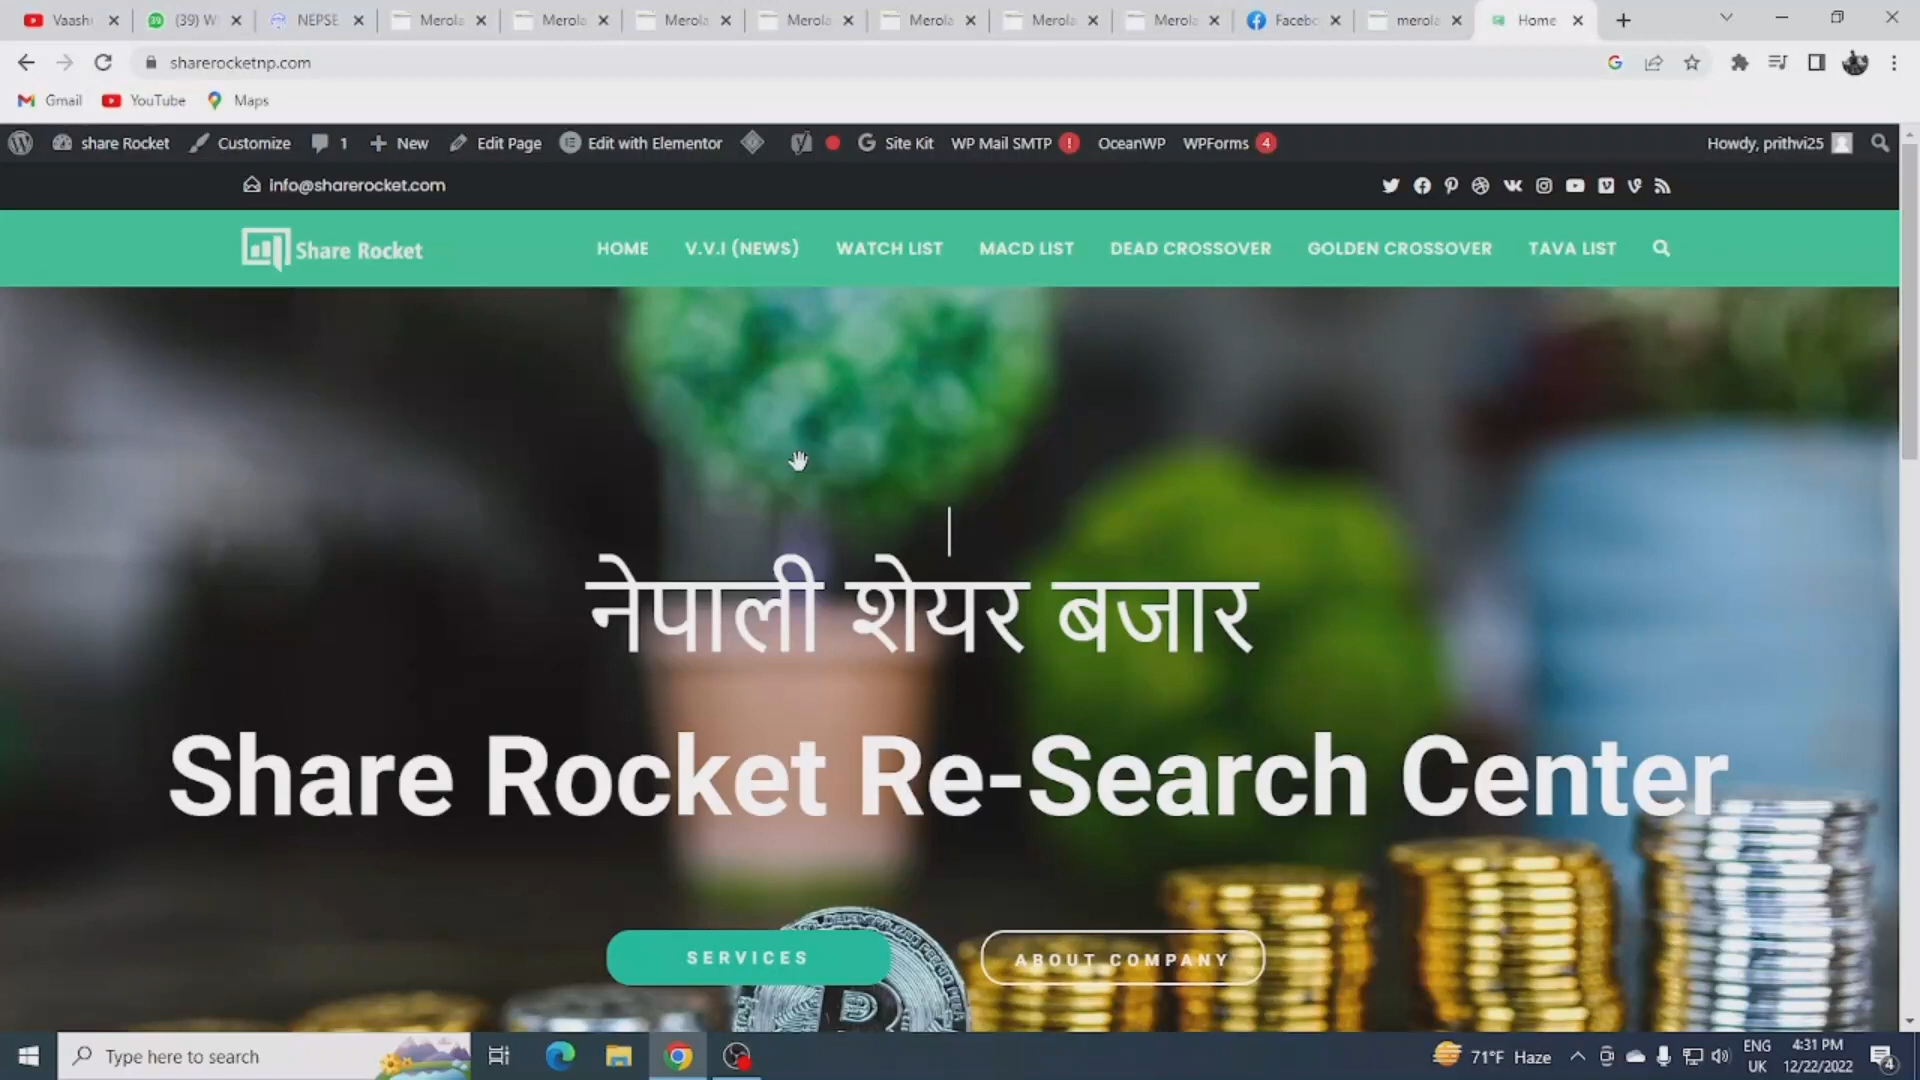 Vaash
(39) W
NEPSE
Merola
Merola
Merola
Merola
Merola
Merola
Merola
Facebo
merola
Home
sharerocketnp.com
Gmail
YouTube
Maps
share Rocket
Customize
1
New
Edit Page
Edit with Elementor
Site Kit
WP Mail SMTP !
OceanWP
WPForms 4
Howdy, prithvi25
info@sharerocket.com
Share Rocket
HOME
V.V.I (NEWS)
WATCH LIST
MACD LIST
DEAD CROSSOVER
GOLDEN CROSSOVER
TAVA LIST
नेपाली शेयर बजार
Share Rocket Re-Search Center
SERVICES
ABOUT COMPANY
Type here to search
71°F Haze
ENG
UK
4:31 PM
12/22/2022
4